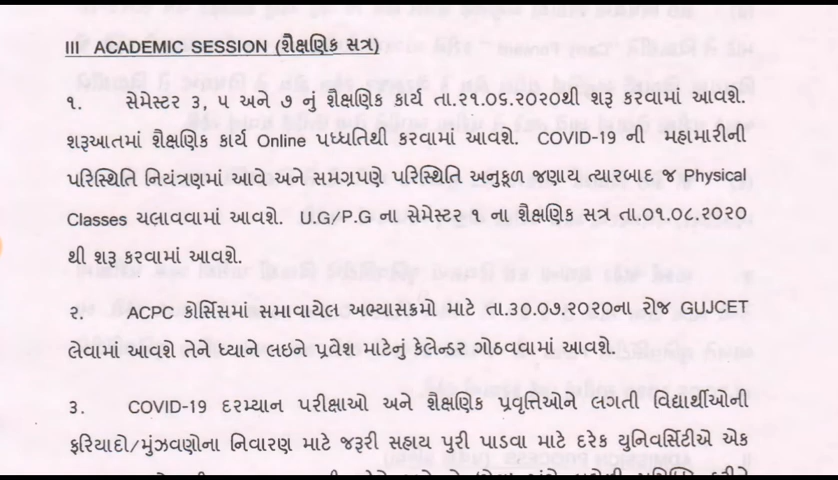 III ACADEMIC SESSION (શૈક્ષણિક સત્ર)
૧. સેમેસ્ટર 3, ૫ અને ૭ નું શૈક્ષણિક કાર્ય તા.૨૧.૦૬.૨૦૨૦થી શરૂ કરવામાં આવશે.
શરૂઆતમાં શૈક્ષણિક કાર્ય Online પધ્ધતિથી કરવામાં આવશે. COVID-19 ની મહામારીની
પરિસ્થિતિ નિયંત્રણમાં આવે અને સમગ્રપણે પરિસ્થિતિ અનુકૂળ જણાય ત્યારબાદ જ Physical
Classes ચલાવવામાં આવશે. U.G/P.G ના સેમેસ્ટર ૧ ના શૈક્ષણિક સત્ર તા.૦૧.૦૮.૨૦૨૦
થી શરૂ કરવામાં આવશે.
૨. ACPC કોર્સિસમાં સમાવાયેલ અભ્યાસક્રમો માટે તા.૩૦.૦૭.૨૦૨૦ના રોજ GUJCET
લેવામાં આવશે તેને ધ્યાને લઇને પ્રવેશ માટેનું કેલેન્ડર ગોઠવવામાં આવશે.
3. COVID-19 દરમ્યાન પરીક્ષાઓ અને શૈક્ષણિક પ્રવૃત્તિઓને લગતી વિદ્યાર્થીઓની
ફરિયાદો/મુંઝવણોના નિવારણ માટે જરૂરી સહાય પુરી પાડવા માટે દરેક યુનિવર્સિટીએ એક